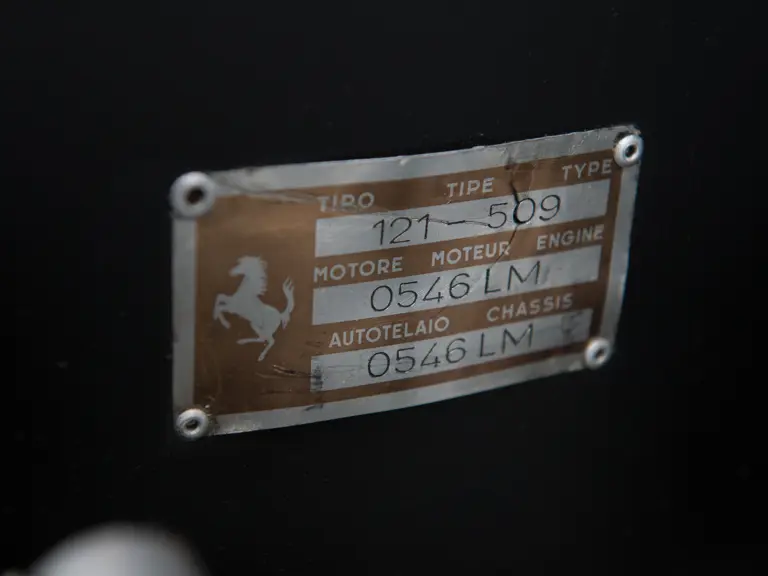 TIPO TIPE TYPE
121-509
MOTORE MOTEUR ENGINE
0546 LM
AUTOTELAIO CHASSIS
0546 LM